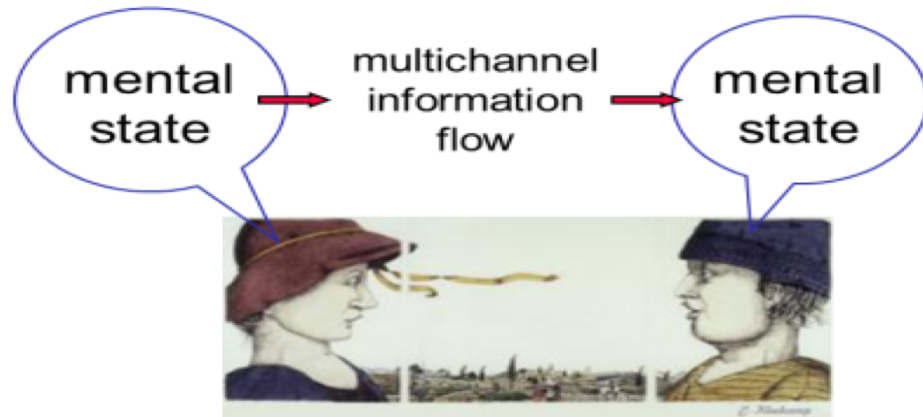 mental
state
multichannel
information
flow
mental
state